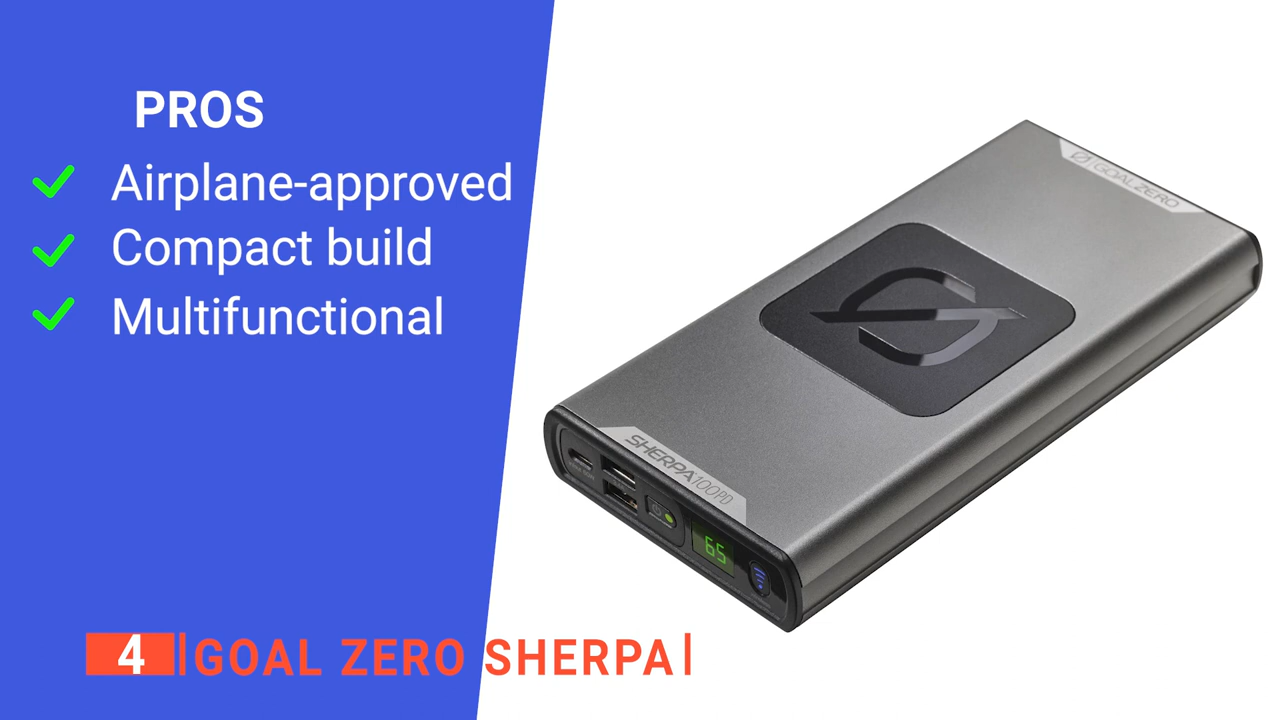 PROS
Airplane-approved
Compact build
Multifunctional
GOAL ZERO
SHERPA 100PD
65
4 GOAL ZERO SHERPA